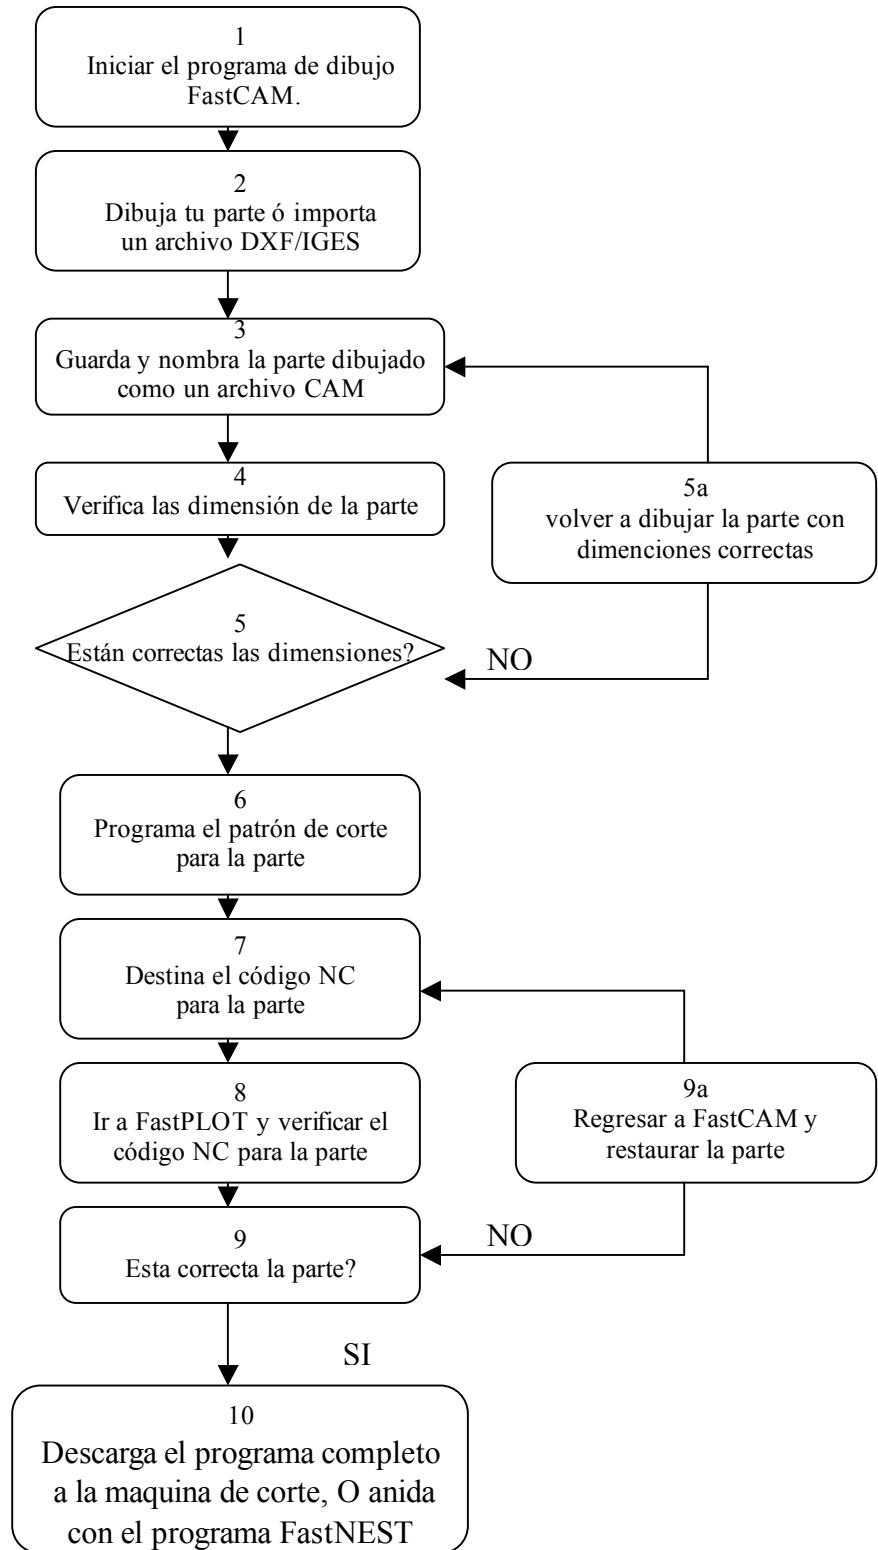 1
Iniciar el programa de dibujo
FastCAM.
2
Dibuja tu parte ó importa
un archivo DXF/IGES
3
Guarda y nombra la parte dibujado
como un archivo CAM
4
Verifica las dimensión de la parte
5a
volver a dibujar la parte con
dimenciones correctas
5
Están correctas las dimensiones?
NO
6
Programa el patrón de corte
para la parte
7
Destina el código NC
para la parte
8
Ir a FastPLOT y verificar el
código NC para la parte
9a
Regresar a FastCAM y
restaurar la parte
9
Esta correcta la parte?
NO
SI
10
Descarga el programa completo
a la maquina de corte, O anida
con el programa FastNEST